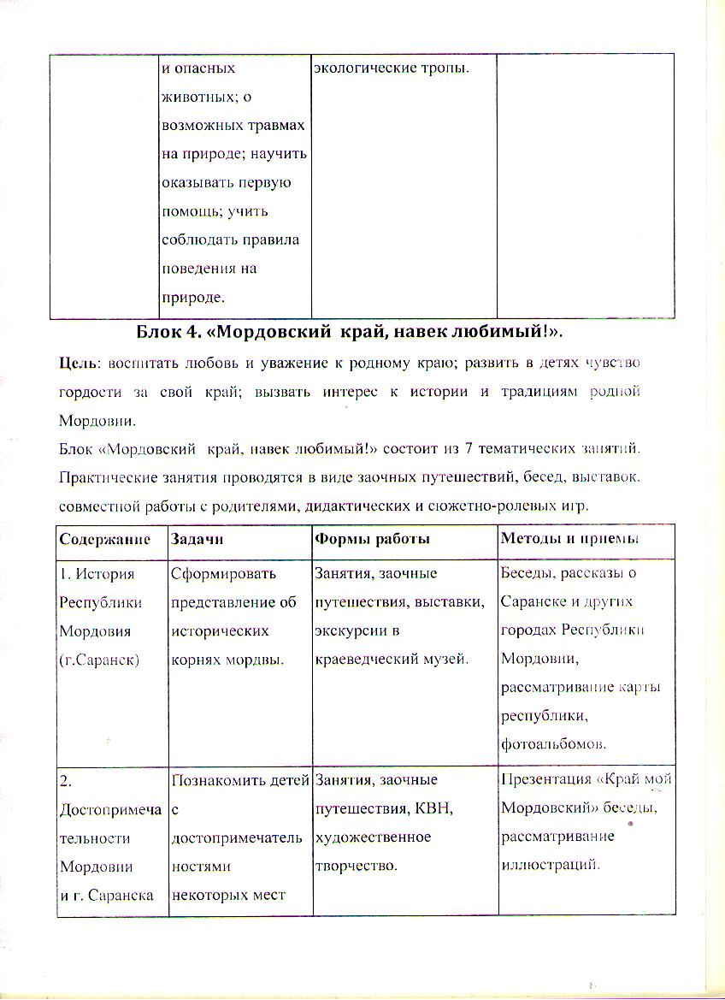 и опасных
животных; о
возможных травмах
на природе; научить
оказывать первую
помощь; учить
соблюдать правила
поведения на
природе.
экологические тропы.
Блок 4. «Мордовский край, навек любимый!».
Цель: воспитать любовь и уважение к родному краю; развить в детях чувство
гордости за свой край; вызвать интерес к истории и традициям родной
Мордовии.
Блок «Мордовский край, навек любимый!» состоит из 7 тематических занятий.
Практические занятия проводятся в виде заочных путешествий, бесед, выставок,
совместной работы с родителями, дидактических и сюжетно-ролевых игр.
Содержание
Задачи
Формы работы
Методы и приемы
1. История
Республики
Мордовия
(г.Саранск)
Сформировать
представление об
исторических
корнях мордвы.
Занятия, заочные
путешествия, выставки,
экскурсии в
краеведческий музей.
Беседы, рассказы о
Саранске и других
городах Республики
Мордовии,
рассматривание карты
республики,
фотоальбомов.
2.
Достопримеча
тельности
Мордовии
и г. Саранска
Познакомить детей
с
достопримечатель
ностями
некоторых мест
Занятия, заочные
путешествия, КВН,
художественное
творчество.
Презентация «Край мой
Мордовский» беседы,
рассматривание
иллюстраций.